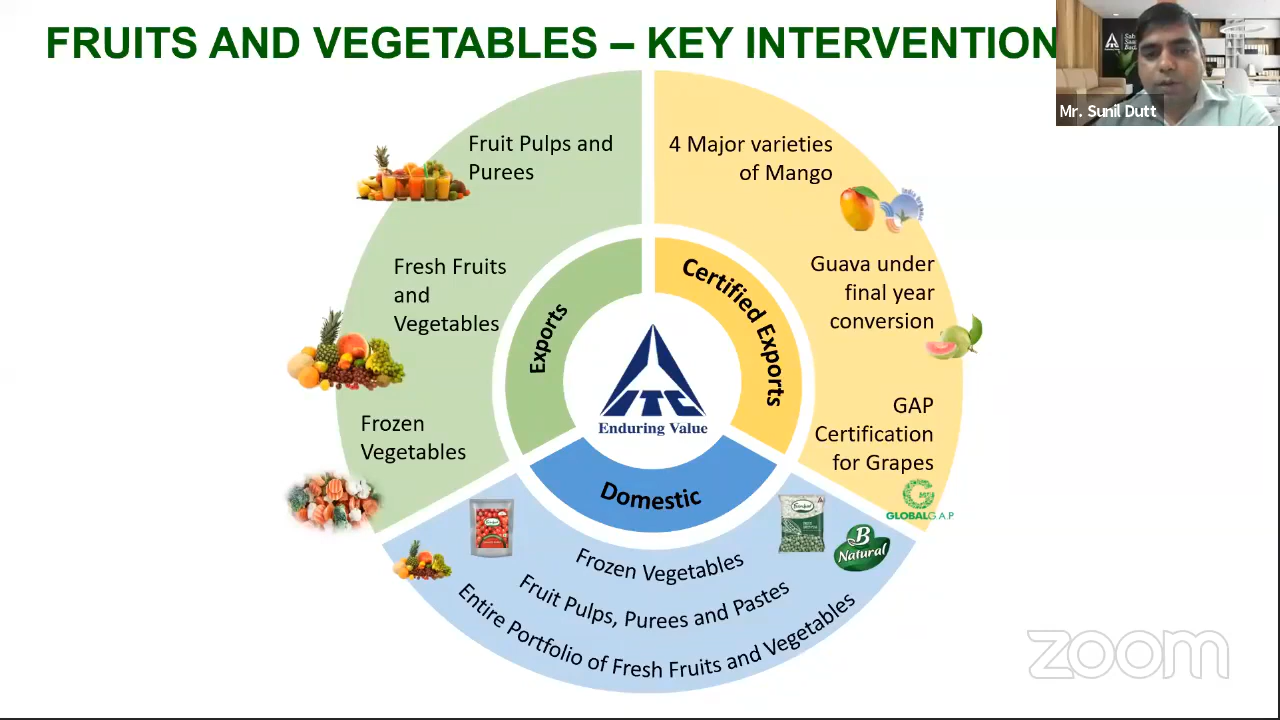 FRUITS AND VEGETABLES – KEY INTERVENTION
ITC
Mr. Sunil Dutt
Fruit Pulps and
Purees
Fresh Fruits
and
Vegetables
Frozen
Vegetables
Exports
4 Major varieties
of Mango
Guava under
final year
conversion
GAP
Certification
for Grapes
GLOBALG.A.P
Certified Exports
ITC
Enduring Value
Domestic
B
Natural
Frozen Vegetables
Fruit Pulps, Purees and Pastes
Entire Portfolio of Fresh Fruits and Vegetables
zoom